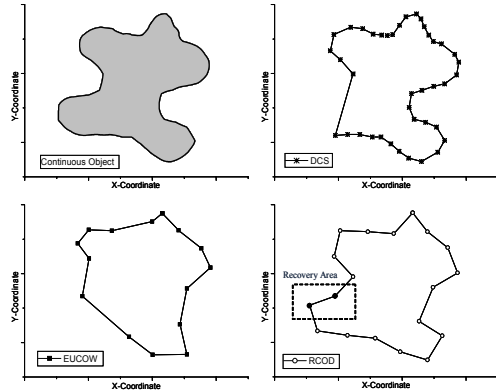 Y-Coordinate
Continuous Object
X-Coordinate
Y-Coordinate
DCS
X-Coordinate
Y-Coordinate
EUCOW
X-Coordinate
Y-Coordinate
Recovery Area
RCOD
X-Coordinate